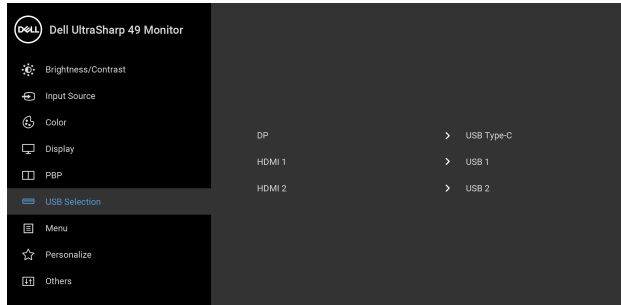 DELL Dell UltraSharp 49 Monitor
Brightness/Contrast
Input Source
Color
Display
PBP
USB Selection
Menu
Personalize
Others
DP > USB Type-C
HDMI 1 > USB 1
HDMI 2 > USB 2